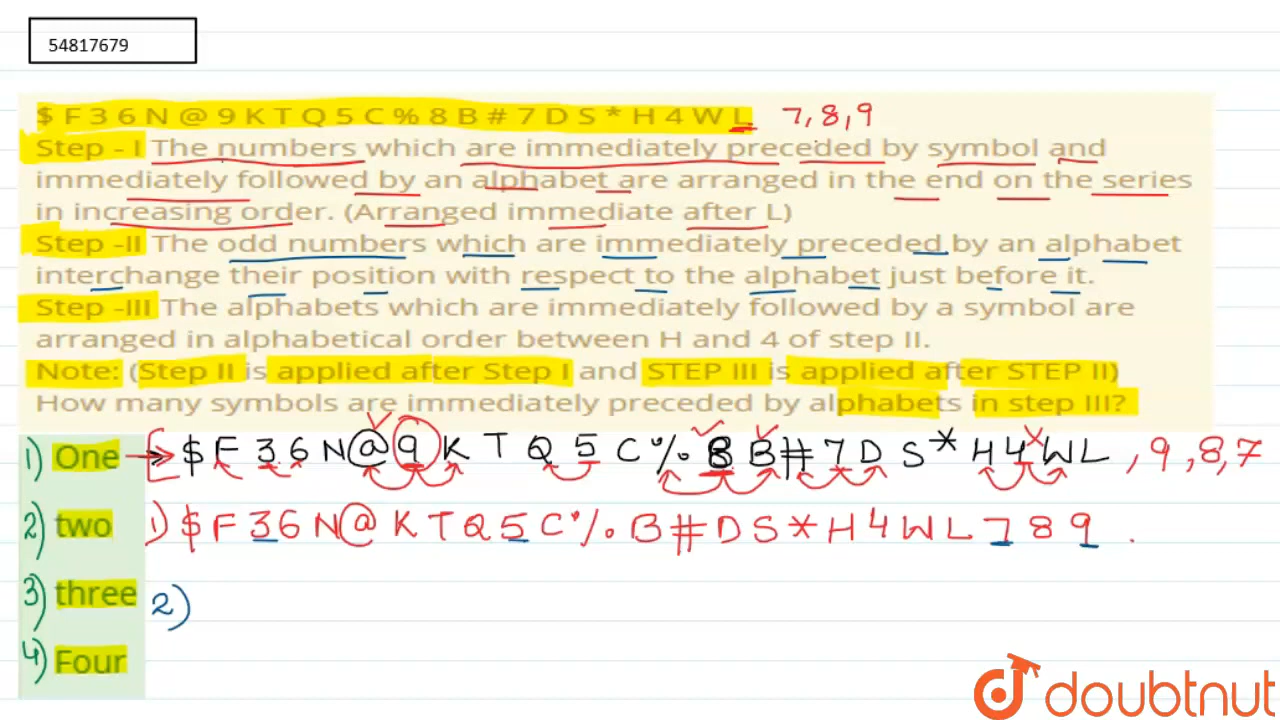 54817679
$ F 3 6 N @ 9 K T Q 5 C % 8 B # 7 D S * H 4 W L 7,8,9
Step - I The numbers which are immediately preceded by symbol and
immediately followed by an alphabet are arranged in the end on the series
in increasing order. (Arranged immediate after L)
Step -II The odd numbers which are immediately preceded by an alphabet
interchange their position with respect to the alphabet just before it.
Step -III The alphabets which are immediately followed by a symbol are
arranged in alphabetical order between H and 4 of step II.
Note: (Step II is applied after Step I and STEP III is applied after STEP II)
How many symbols are immediately preceded by alphabets in step III?
1) One $ F 3 6 N @ 9 K T Q 5 C % 8 B # 7 D S * H 4 W L , 9 , 8 , 7
2) two 1) $ F 3 6 N @ K T Q 5 C % B # D S * H 4 W L 7 8 9 .
3) three 2)
4) Four
doubtnut